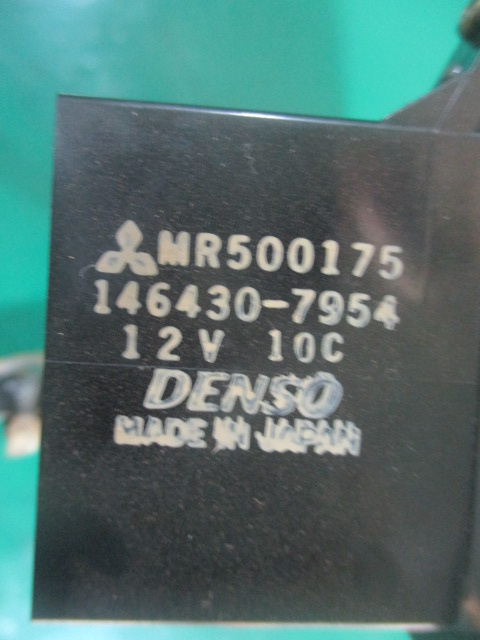 MR500175
146430-7954
12V 10C
DENSO
MADE IN JAPAN